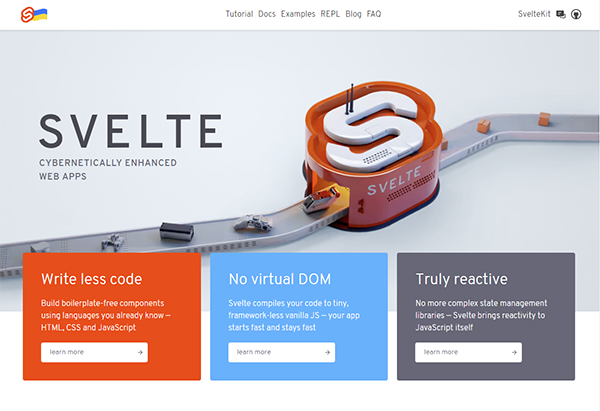 Tutorial Docs Examples REPL Blog FAQ
SvelteKit
SVELTE
CYBERNETICALLY ENHANCED
WEB APPS
SVELTE
Write less code
Build boilerplate-free components
using languages you already know —
HTML, CSS and JavaScript
learn more
No virtual DOM
Svelte compiles your code to tiny,
framework-less vanilla JS — your app
starts fast and stays fast
learn more
Truly reactive
No more complex state management
libraries — Svelte brings reactivity to
JavaScript itself
learn more